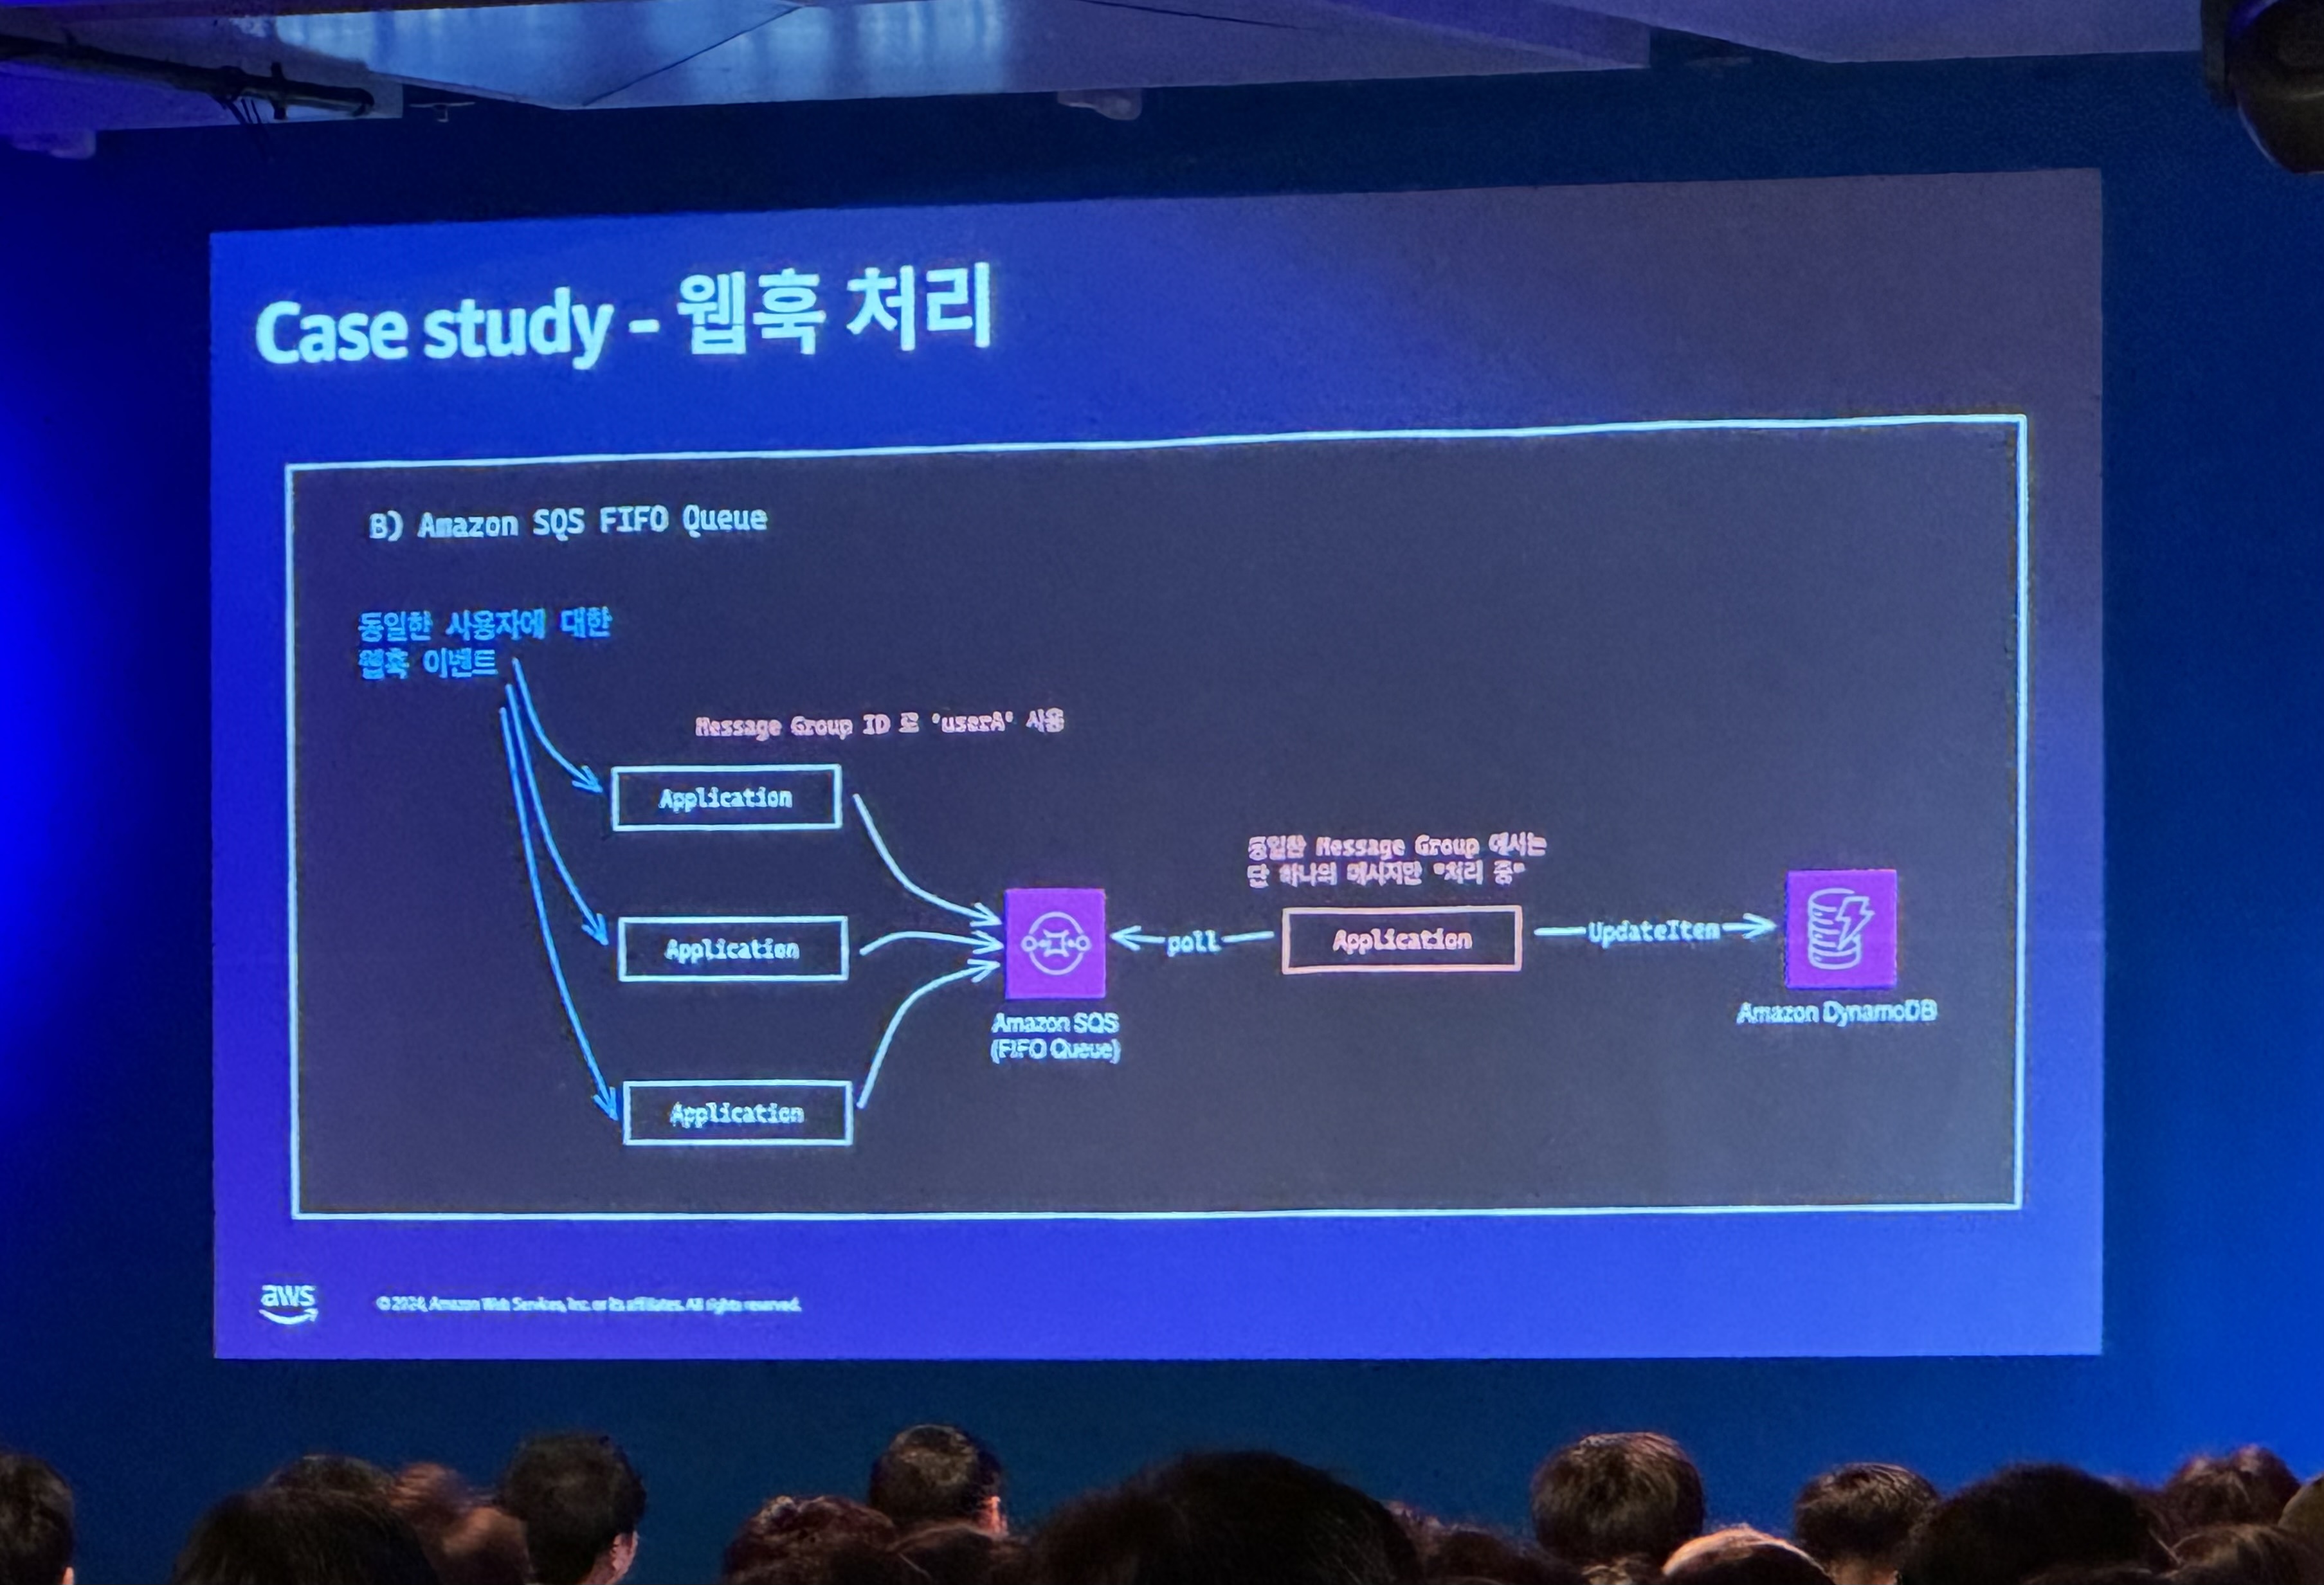 Case study - 웹훅 처리
B) Amazon SQS FIFO Queue
동일한 사용자에 대한
웹훅 이벤트
Message Group ID 로 'userA' 사용
Application
Application
Application
Amazon SQS
(FIFO Queue)
poll
동일한 Message Group 에서는
단 하나의 메시지만 "처리 중"
Application
UpdateItem
Amazon DynamoDB
aws
© 2024, Amazon Web Services, Inc. or its affiliates. All rights reserved.